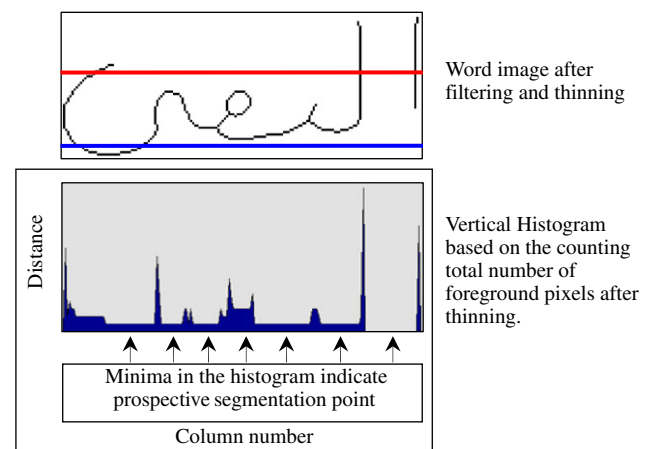 Word image after
filtering and thinning
Distance
Vertical Histogram
based on the counting
total number of
foreground pixels after
thinning.
Minima in the histogram indicate
prospective segmentation point
Column number